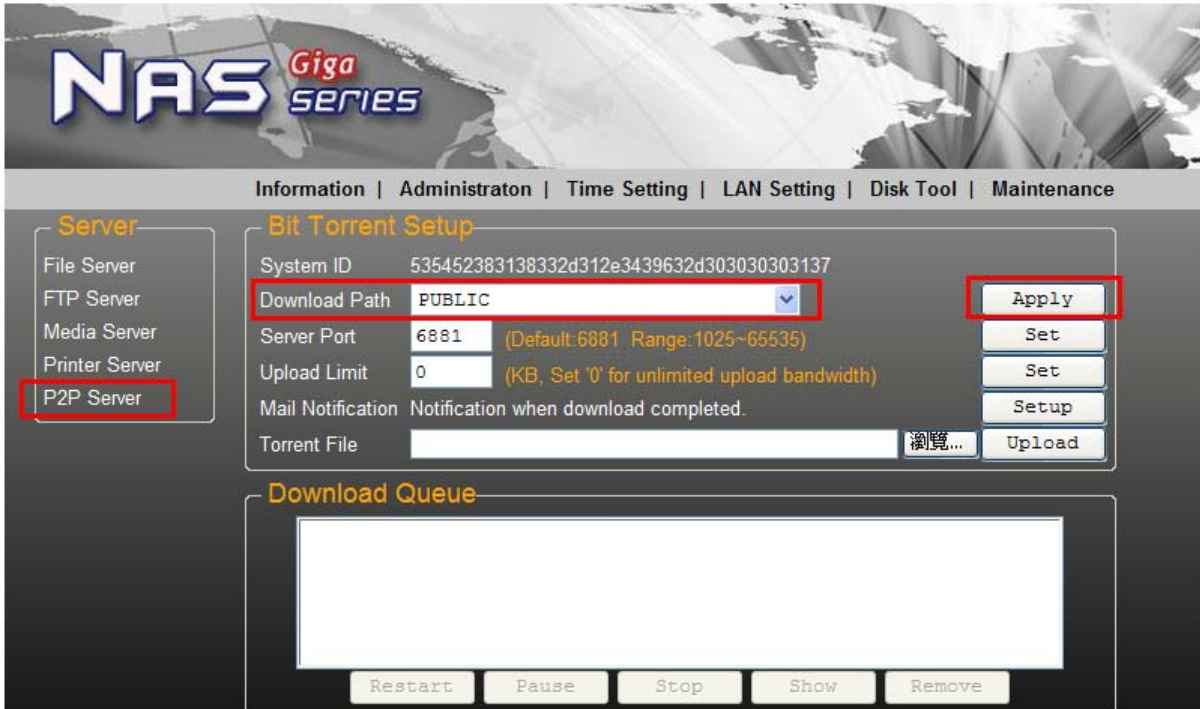 NAS Giga series
Information | Administraton | Time Setting | LAN Setting | Disk Tool | Maintenance
Server
File Server
FTP Server
Media Server
Printer Server
P2P Server
Bit Torrent Setup
System ID 535452383138332d312e3439632d303030303137
Download Path PUBLIC Apply
Server Port 6881 (Default:6881 Range:1025~65535) Set
Upload Limit 0 (KB, Set '0' for unlimited upload bandwidth) Set
Mail Notification Notification when download completed. Setup
Torrent File 瀏覽... Upload
Download Queue
Restart Pause Stop Show Remove